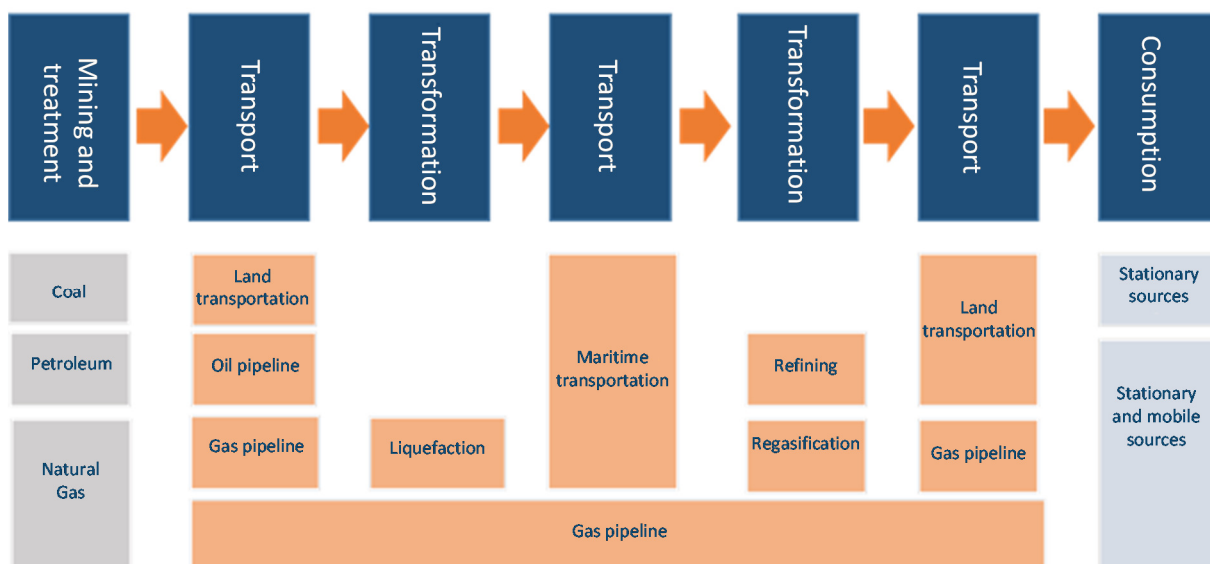 Mining and
treatment
Transport
Transformation
Transport
Transformation
Transport
Consumption
Coal
Land
transportation
Maritime
transportation
Land
transportation
Stationary
sources
Petroleum
Oil pipeline
Refining
Stationary
and mobile
sources
Natural
Gas
Gas pipeline
Liquefaction
Regasification
Gas pipeline
Gas pipeline